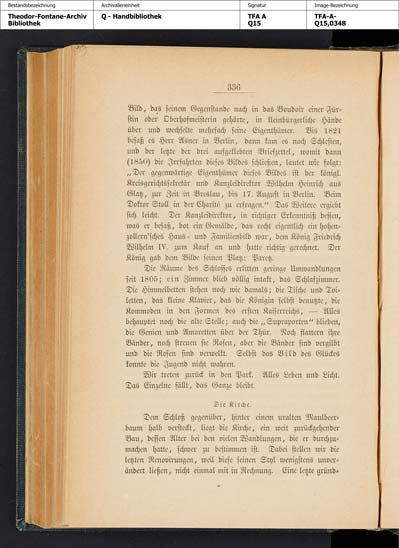 Bestandsbezeichnung
Archivalieneinheit
Signatur
Image-Bezeichnung
Theodor-Fontane-Archiv
Bibliothek
Q - Handbibliothek
TFA A
Q15
TFA-A-
Q15,0348
336
Bild, das seinem Gegenstande nach in das Boudoir einer Für-
stin oder Oberhofmeisterin gehörte, in kleinbürgerliche Hände
über und wechselte mehrfach seine Eigenthümer. Bis 1821
besaß es Herr Asner in Berlin, dann kam es nach Schlesien,
und der letzte der drei aufgeklebten Briefzettel, womit dann
(1850) die Irrfahrten dieses Bildes schließen, lautet wie folgt:
„Der gegenwärtige Eigenthümer dieses Bildes ist der königl.
Kreisgerichtssekretär und Kanzleidirektor Wilhelm Heinrich aus
Glatz, zur Zeit in Breslau, bis 17. August in Berlin. Beim
Doktor Stoll in der Charité zu erfragen.“ Das Weitere ergiebt
sich leicht. Der Kanzleidirektor, in richtiger Erkenntniß dessen,
was er besaß, bot ein Gemälde, das recht eigentlich ein hohen-
zollern'sches Haus- und Familienbild war, dem König Friedrich
Wilhelm IV. zum Kauf an und hatte richtig gerechnet. Der
König gab dem Bilde seinen Platz: Paretz.
Die Räume des Schlosses erlitten geringe Umwandlungen
seit 1805; ein Zimmer blieb völlig intakt, das Schlafzimmer.
Die Himmelbetten stehen noch wie damals; die Tische und Toi-
letten, das kleine Klavier, das die Königin selbst benutzte, die
Kommoden in den Formen des ersten Kaiserreichs, — Alles
behauptet noch die alte Stelle; auch die „Supraporten“ blieben,
die Genien und Amoretten über der Thür. Noch flattern ihre
Bänder, noch streuen sie Rosen, aber die Bänder sind vergilbt
und die Rosen sind verwelkt. Selbst das Bild des Glückes
konnte die Jugend nicht wahren.
Wir treten zurück in den Park. Alles Leben und Licht.
Das Einzelne fällt, das Ganze bleibt.
Die Kirche.
Dem Schloß gegenüber, hinter einem uralten Maulbeer-
baum halb versteckt, liegt die Kirche, ein weit zurückgehender
Bau, dessen Alter bei den vielen Wandlungen, die er durchzu-
machen hatte, schwer zu bestimmen ist. Dabei stellen wir die
letzten Renovirungen, weil diese seinen Styl wenigstens unver-
ändert ließen, nicht einmal mit in Rechnung. Eine letzte gründ-